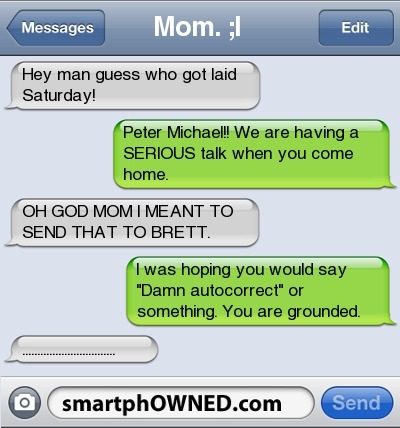 Messages
Mom. ;l
Edit
Hey man guess who got laid
Saturday!
Peter Michael!! We are having a
SERIOUS talk when you come
home.
OH GOD MOM I MEANT TO
SEND THAT TO BRETT.
I was hoping you would say
"Damn autocorrect" or
something. You are grounded.
...............................
smartphOWNED.com
Send